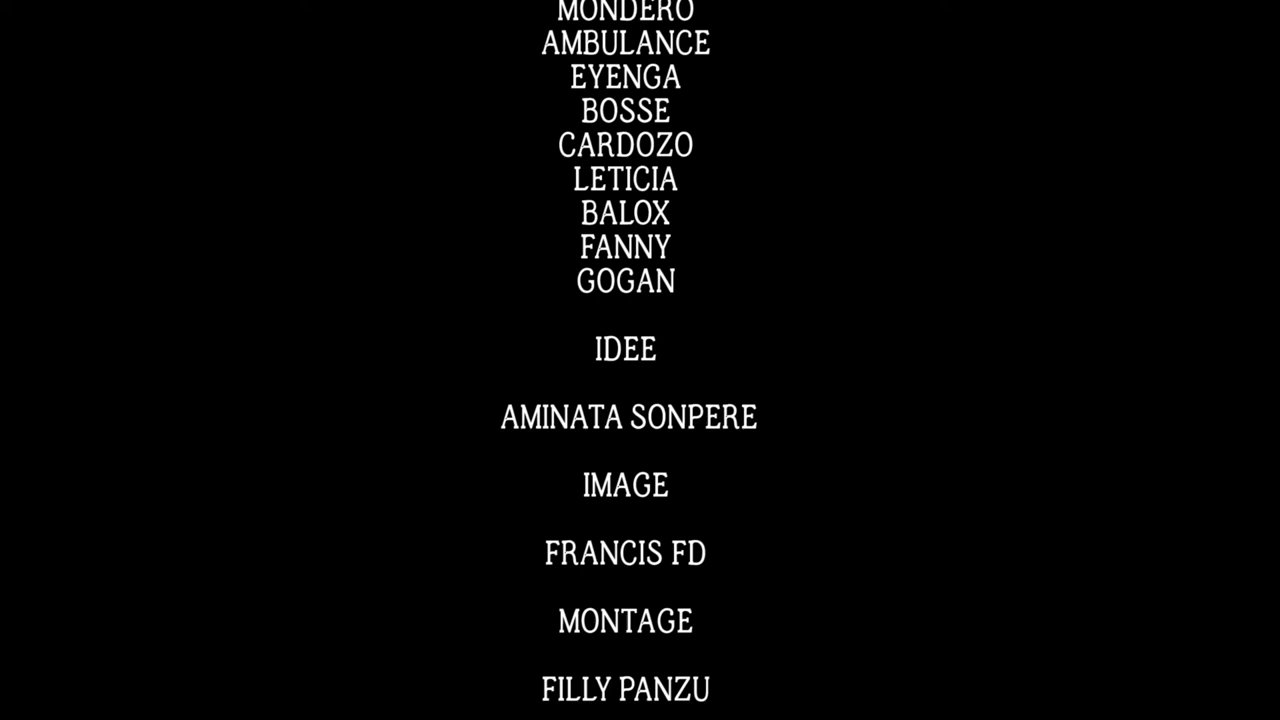 MONDERO
AMBULANCE
EYENGA
BOSSE
CARDOZO
LETICIA
BALOX
FANNY
GOGAN
IDEE
AMINATA SONPERE
IMAGE
FRANCIS FD
MONTAGE
FILLY PANZU